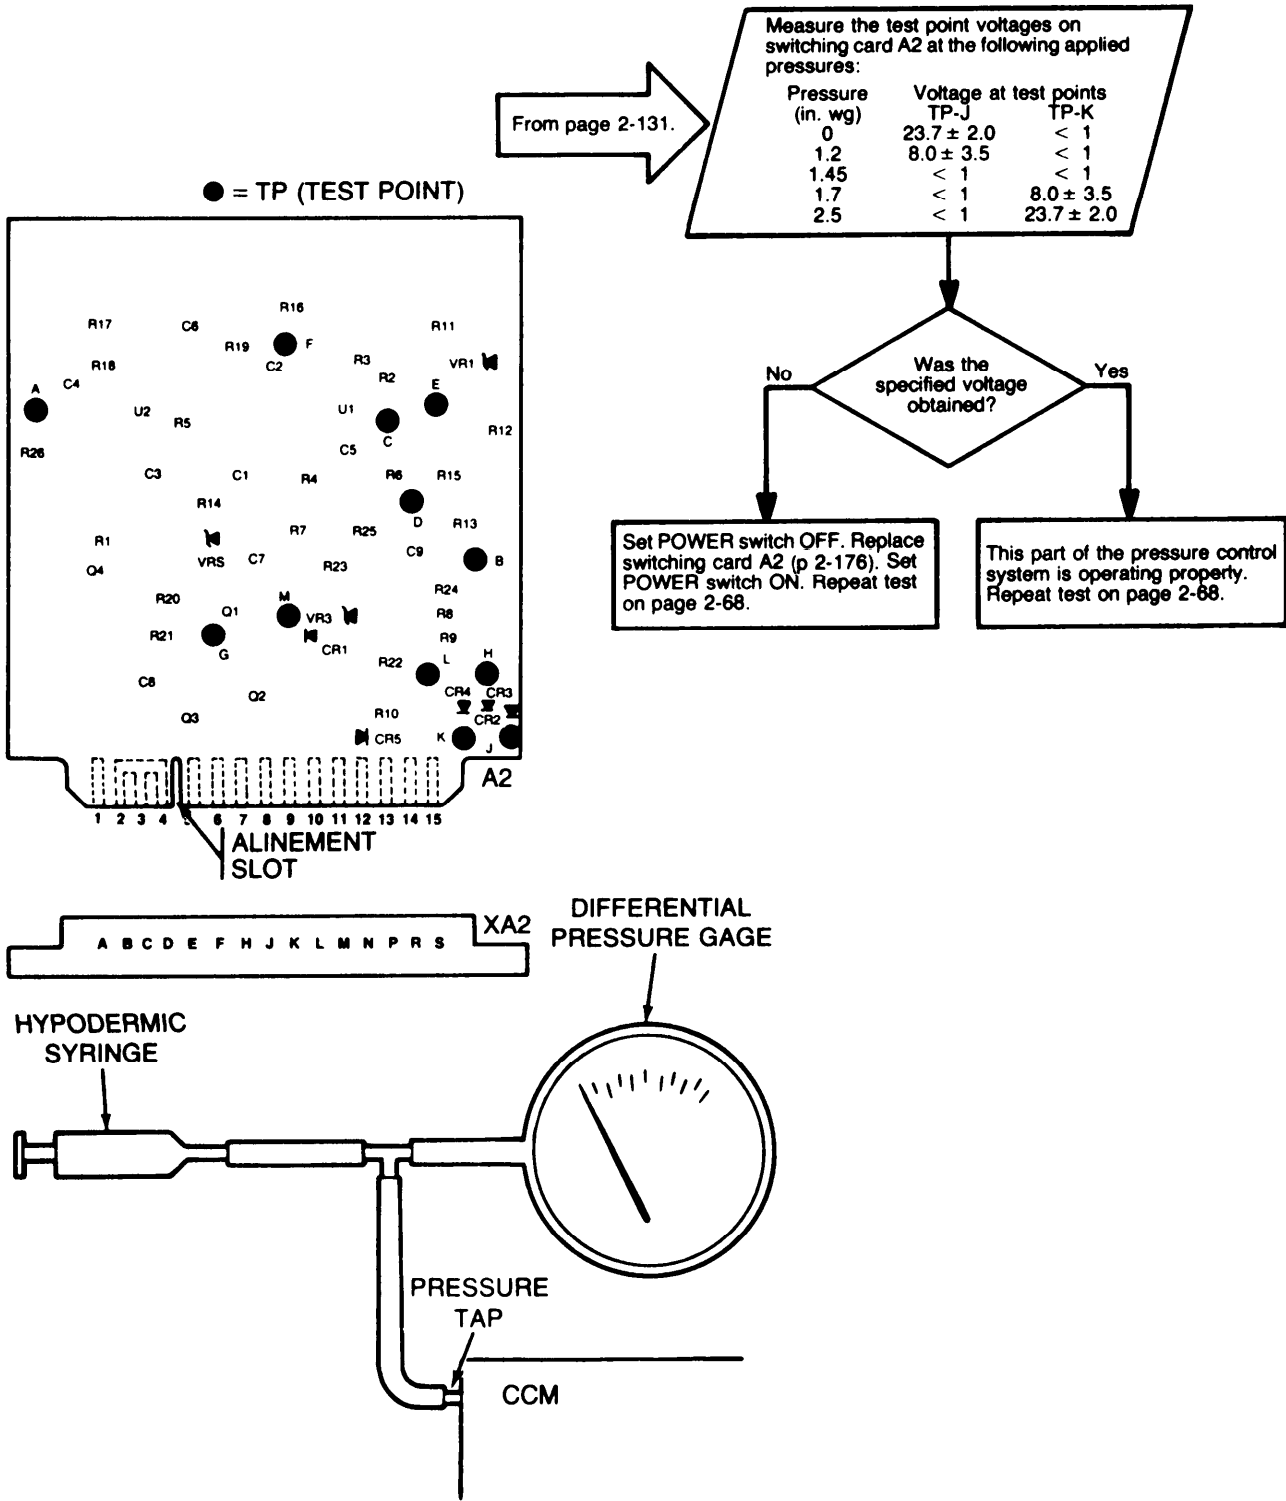 Measure the test point voltages on
switching card A2 at the following applied
pressures:
Pressure Voltage at test points
(in. wg) TP-J TP-K
0 23.7 ± 2.0 < 1
1.2 8.0 ± 3.5 < 1
1.45 < 1 < 1
1.7 < 1 8.0 ± 3.5
2.5 < 1 23.7 ± 2.0
From page 2-131.
Was the
specified voltage
obtained?
No
Yes
Set POWER switch OFF. Replace
switching card A2 (p 2-176). Set
POWER switch ON. Repeat test
on page 2-68.
This part of the pressure control
system is operating properly.
Repeat test on page 2-68.
= TP (TEST POINT)
R16
R17 C6 R11
R19 F
R18 C2 R3 VR1
A C4 R2 E
U2 U1
R5 C R12
R26 C5
C3 C1 R4 R6 R15
R14
D R13
R1 R7 R25
VRS C7 C9 B
Q4 R23
R24
R20 Q1 M VR3 R8
R21 R9
G CR1
R22 L H
C8 Q2 CR4 CR3
Q3 R10 CR2
CR5 K J
A2
1 2 3 4 5 6 7 8 9 10 11 12 13 14 15
ALINEMENT
SLOT
XA2
A B C D E F H J K L M N P R S
DIFFERENTIAL
PRESSURE GAGE
HYPODERMIC
SYRINGE
PRESSURE
TAP
CCM